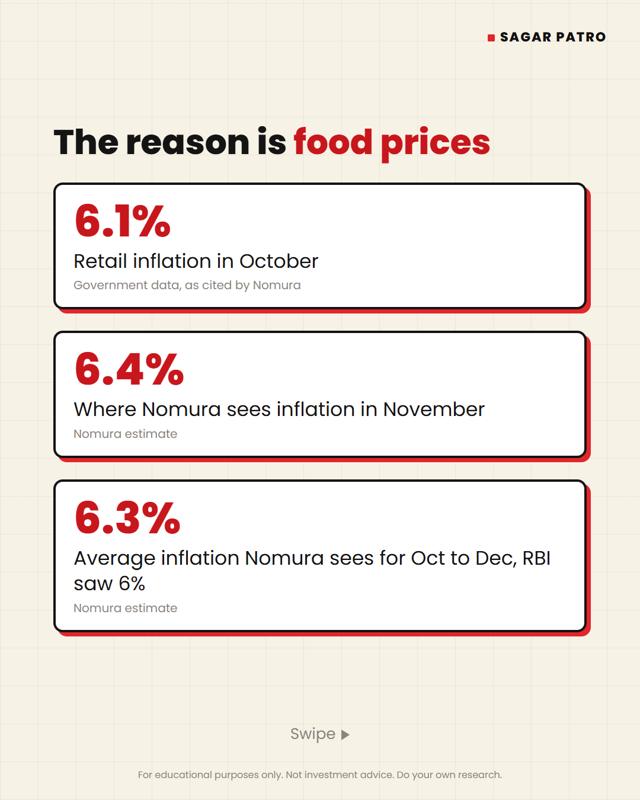 SAGAR PATRO
The reason is food prices
6.1%
Retail inflation in October
Government data, as cited by Nomura
6.4%
Where Nomura sees inflation in November
Nomura estimate
6.3%
Average inflation Nomura sees for Oct to Dec, RBI
saw 6%
Nomura estimate
Swipe ▶
For educational purposes only. Not investment advice. Do your own research.